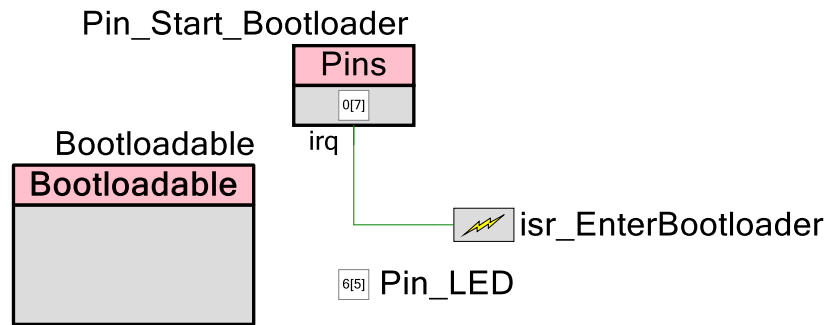 Pin_Start_Bootloader
Pins
0[7]
irq
Bootloadable
Bootloadable
isr_EnterBootloader
6[5] Pin_LED